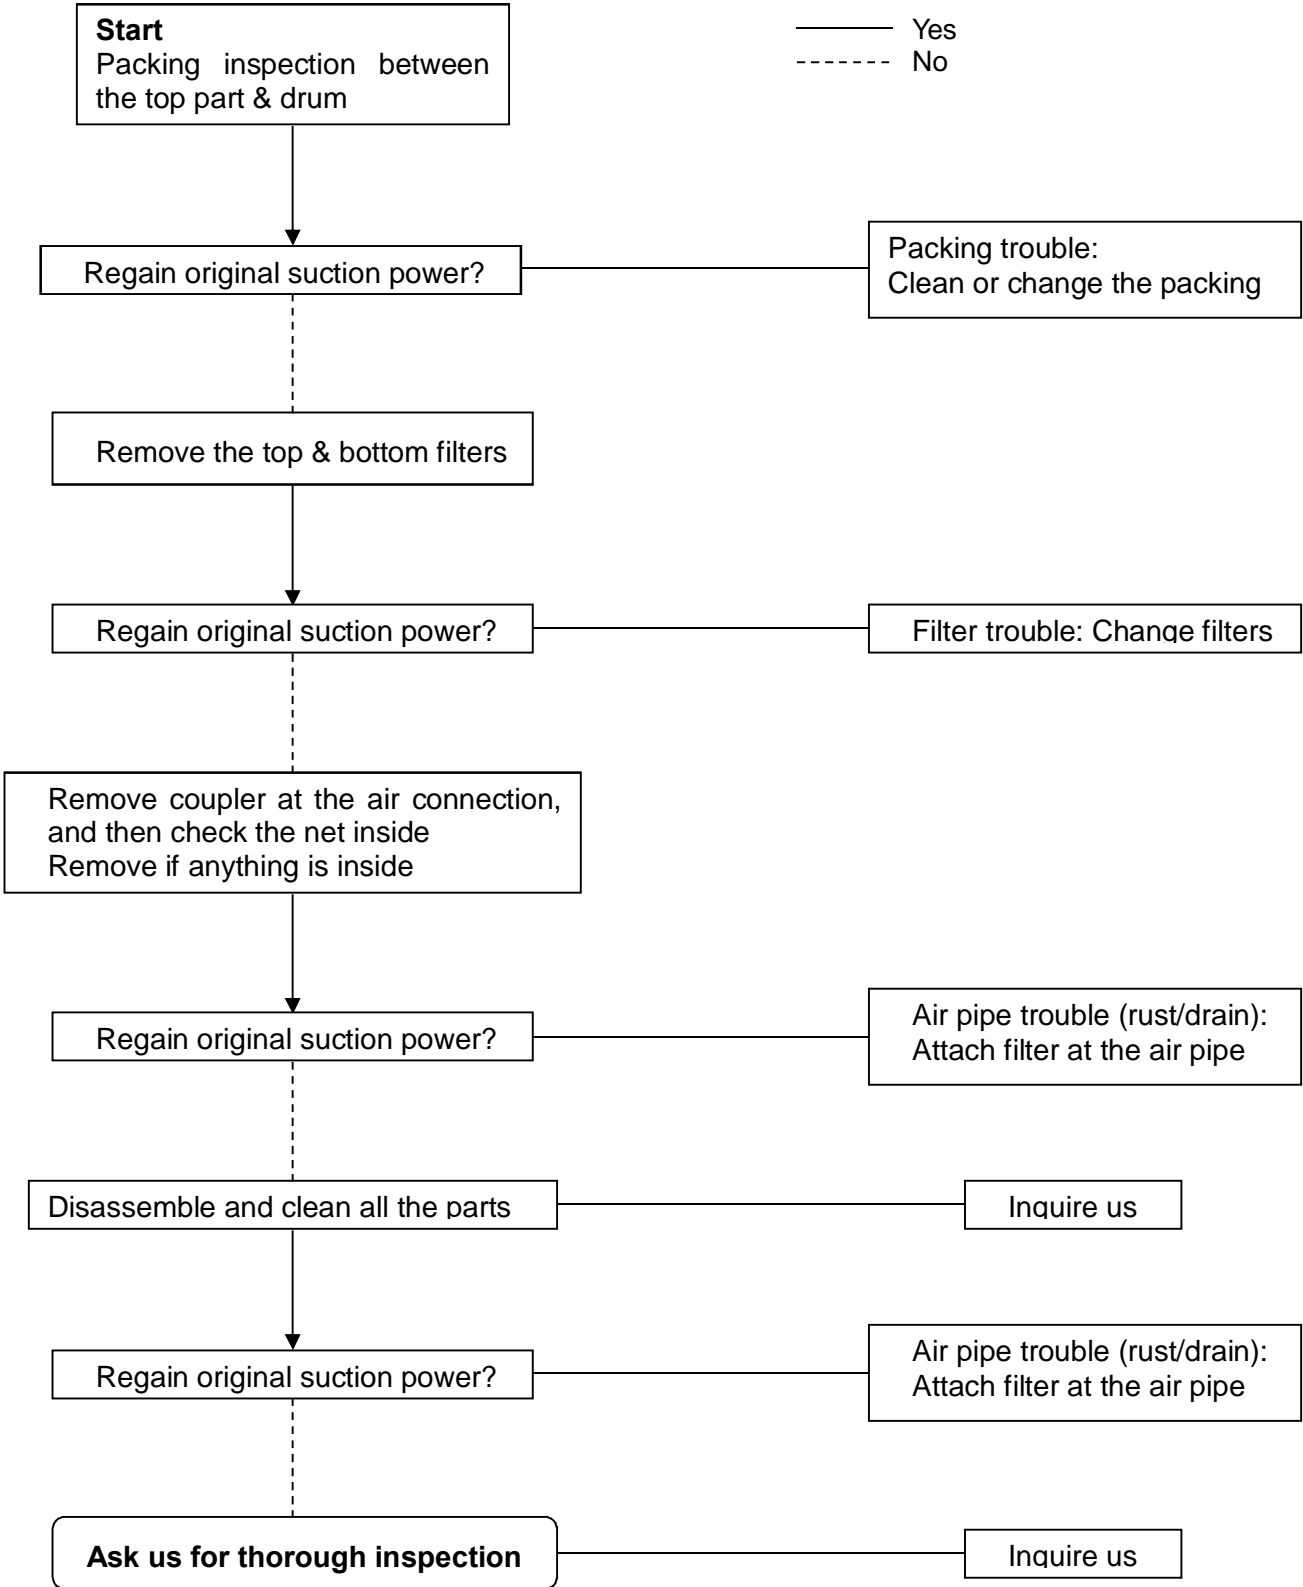 Start
Packing inspection between
the top part & drum
Yes
No
Regain original suction power?
Packing trouble:
Clean or change the packing
Remove the top & bottom filters
Regain original suction power?
Filter trouble: Change filters
Remove coupler at the air connection,
and then check the net inside
Remove if anything is inside
Regain original suction power?
Air pipe trouble (rust/drain):
Attach filter at the air pipe
Disassemble and clean all the parts
Inquire us
Regain original suction power?
Air pipe trouble (rust/drain):
Attach filter at the air pipe
Ask us for thorough inspection
Inquire us